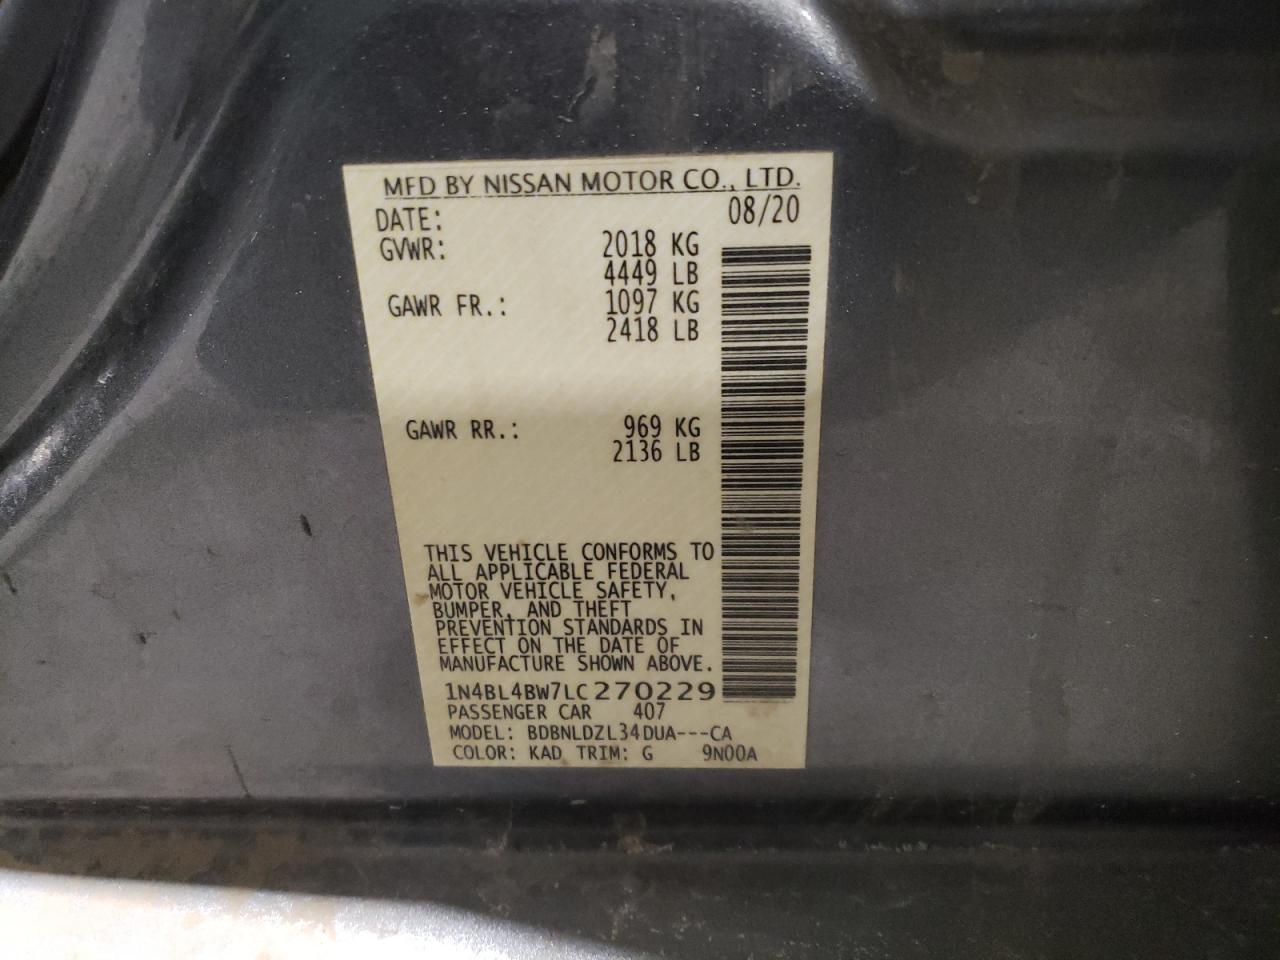 MFD BY NISSAN MOTOR CO., LTD.
DATE: 08/20
GVWR: 2018 KG
4449 LB
GAWR FR.: 1097 KG
2418 LB
GAWR RR.: 969 KG
2136 LB
THIS VEHICLE CONFORMS TO
ALL APPLICABLE FEDERAL
MOTOR VEHICLE SAFETY,
BUMPER, AND THEFT
PREVENTION STANDARDS IN
EFFECT ON THE DATE OF
MANUFACTURE SHOWN ABOVE.
1N4BL4BW7LC270229
PASSENGER CAR 407
MODEL: BDBNLDZL34DUA---CA
COLOR: KAD TRIM: G 9N00A